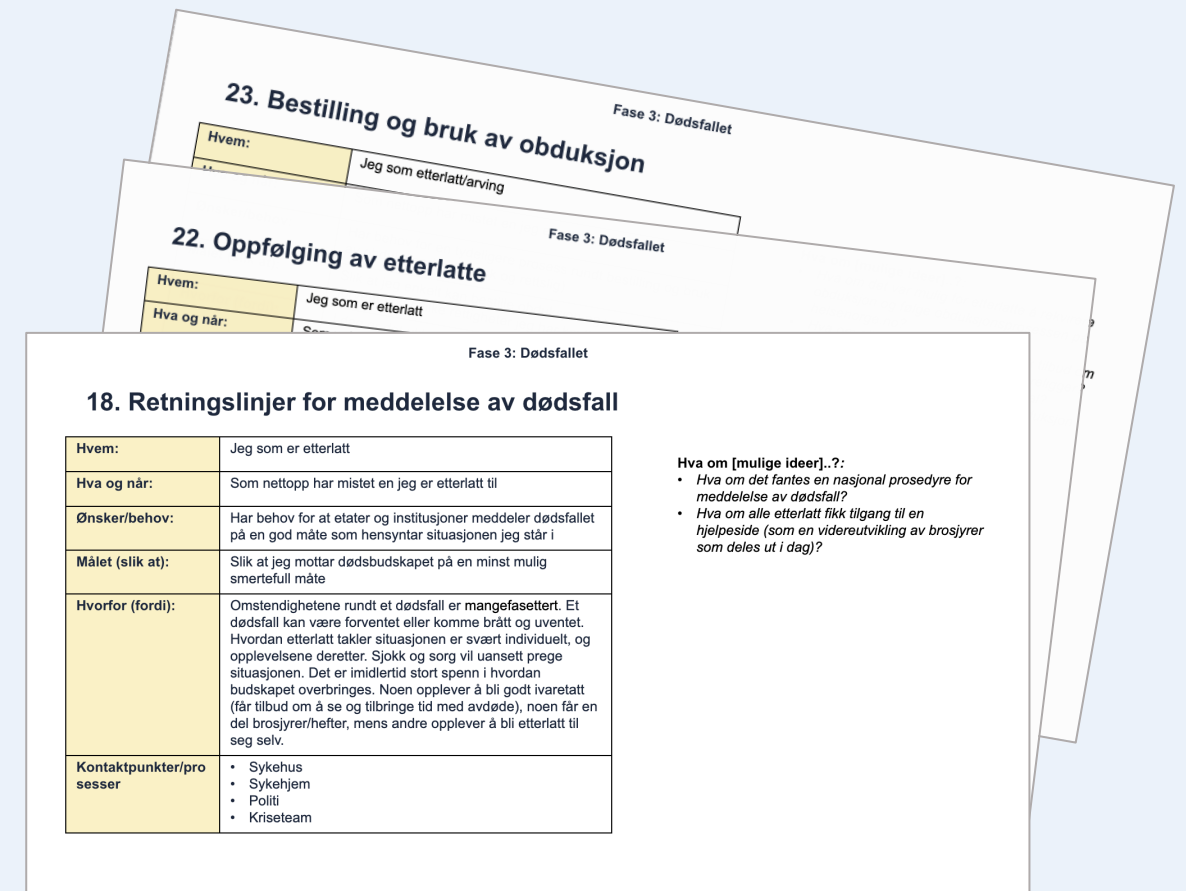 Fase 3: Dødsfallet
23. Bestilling og bruk av obduksjon
Hvem:
Jeg som etterlatt/arving
Fase 3: Dødsfallet
22. Oppfølging av etterlatte
Hvem:
Jeg som er etterlatt
Hva og når:
Fase 3: Dødsfallet
18. Retningslinjer for meddelelse av dødsfall
Hvem:
Jeg som er etterlatt
Hva og når:
Som nettopp har mistet en jeg er etterlatt til
Ønsker/behov:
Har behov for at etater og institusjoner meddeler dødsfallet
på en god måte som hensyntar situasjonen jeg står i
Målet (slik at):
Slik at jeg mottar dødsbudskapet på en minst mulig
smertefull måte
Hvorfor (fordi):
Omstendighetene rundt et dødsfall er mangefasettert. Et
dødsfall kan være forventet eller komme brått og uventet.
Hvordan etterlatt takler situasjonen er svært individuelt, og
opplevelsene deretter. Sjokk og sorg vil uansett prege
situasjonen. Det er imidlertid stort spenn i hvordan
budskapet overbringes. Noen opplever å bli godt ivaretatt
(får tilbud om å se og tilbringe tid med avdøde), noen får en
del brosjyrer/hefter, mens andre opplever å bli etterlatt til
seg selv.
Kontaktpunkter/pro
sesser
• Sykehus
• Sykehjem
• Politi
• Kriseteam
Hva om [mulige ideer]..?:
• Hva om det fantes en nasjonal prosedyre for
meddelelse av dødsfall?
• Hva om alle etterlatt fikk tilgang til en
hjelpeside (som en videreutvikling av brosjyrer
som deles ut i dag)?